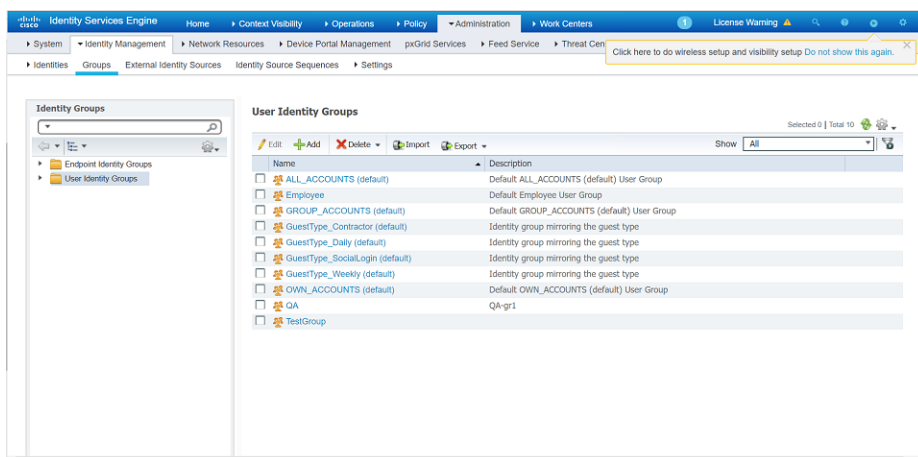 CISCO Identity Services Engine Home Context Visibility Operations Policy Administration Work Centers 1 License Warning
System Identity Management Network Resources Device Portal Management pxGrid Services Feed Service Threat Cen
Click here to do wireless setup and visibility setup Do not show this again.
Identities Groups External Identity Sources Identity Source Sequences Settings
Identity Groups
Endpoint Identity Groups
User Identity Groups
User Identity Groups
Selected 0 | Total 10
Edit Add Delete Import Export Show All
Name Description
ALL_ACCOUNTS (default) Default ALL_ACCOUNTS (default) User Group
Employee Default Employee User Group
GROUP_ACCOUNTS (default) Default GROUP_ACCOUNTS (default) User Group
GuestType_Contractor (default) Identity group mirroring the guest type
GuestType_Daily (default) Identity group mirroring the guest type
GuestType_SocialLogin (default) Identity group mirroring the guest type
GuestType_Weekly (default) Identity group mirroring the guest type
OWN_ACCOUNTS (default) Default OWN_ACCOUNTS (default) User Group
QA QA-gr1
TestGroup